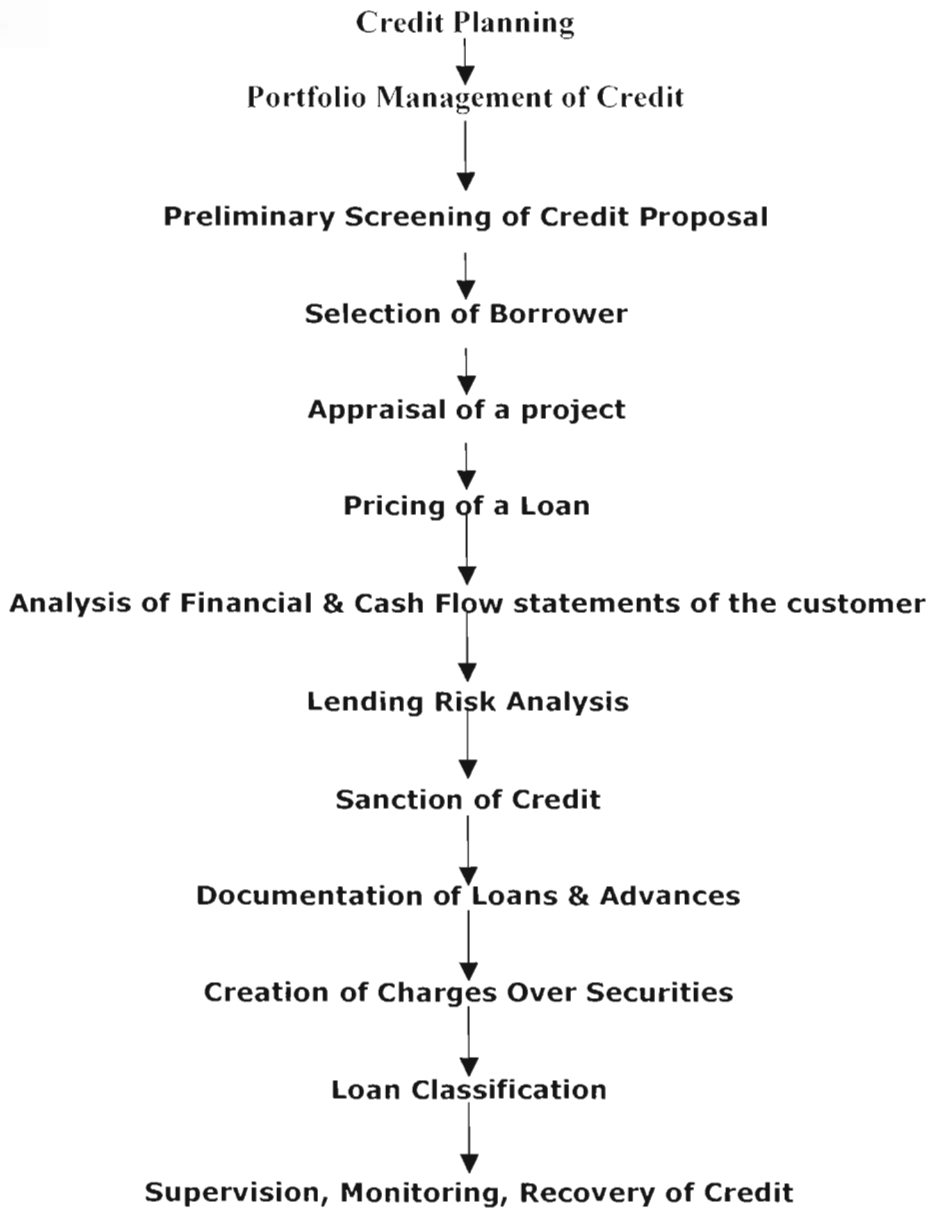 Credit Planning
Portfolio Management of Credit
Preliminary Screening of Credit Proposal
Selection of Borrower
Appraisal of a project
Pricing of a Loan
Analysis of Financial & Cash Flow statements of the customer
Lending Risk Analysis
Sanction of Credit
Documentation of Loans & Advances
Creation of Charges Over Securities
Loan Classification
Supervision, Monitoring, Recovery of Credit